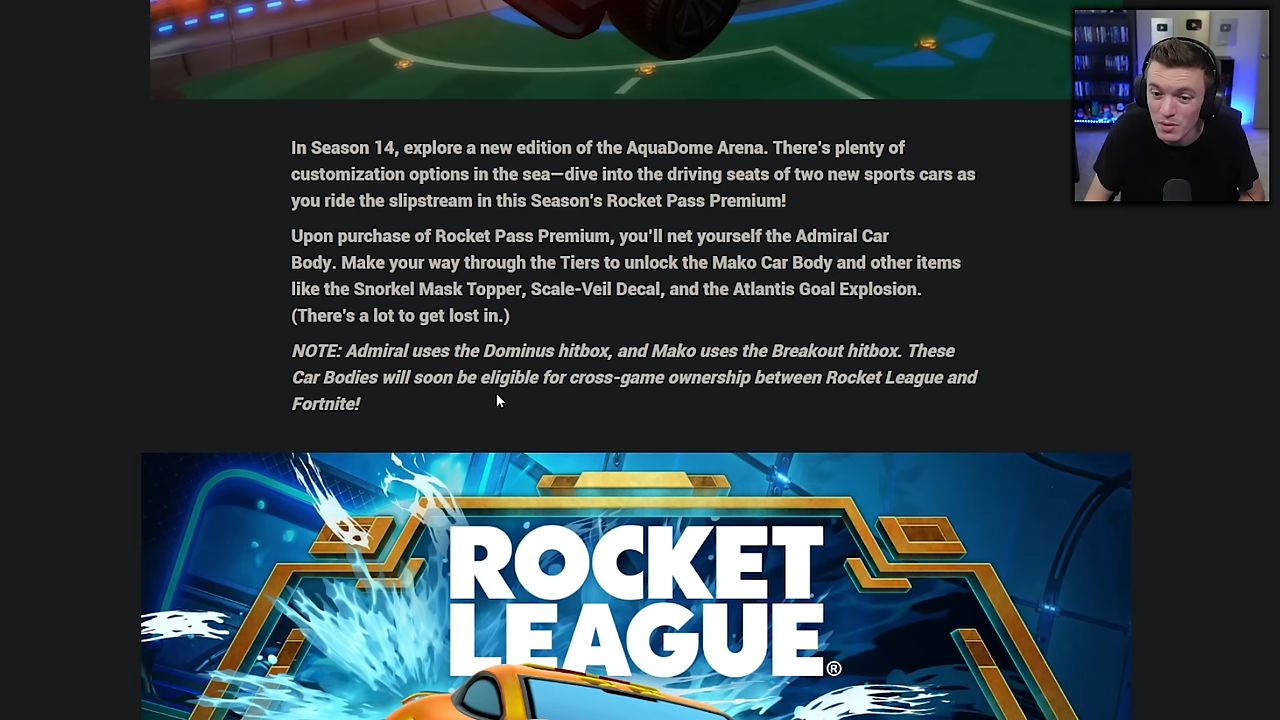 In Season 14, explore a new edition of the AquaDome Arena. There's plenty of
customization options in the sea—dive into the driving seats of two new sports cars as
you ride the slipstream in this Season's Rocket Pass Premium!
Upon purchase of Rocket Pass Premium, you'll net yourself the Admiral Car
Body. Make your way through the Tiers to unlock the Mako Car Body and other items
like the Snorkel Mask Topper, Scale-Veil Decal, and the Atlantis Goal Explosion.
(There's a lot to get lost in.)
NOTE: Admiral uses the Dominus hitbox, and Mako uses the Breakout hitbox. These
Car Bodies will soon be eligible for cross-game ownership between Rocket League and
Fortnite!
ROCKET
LEAGUE®